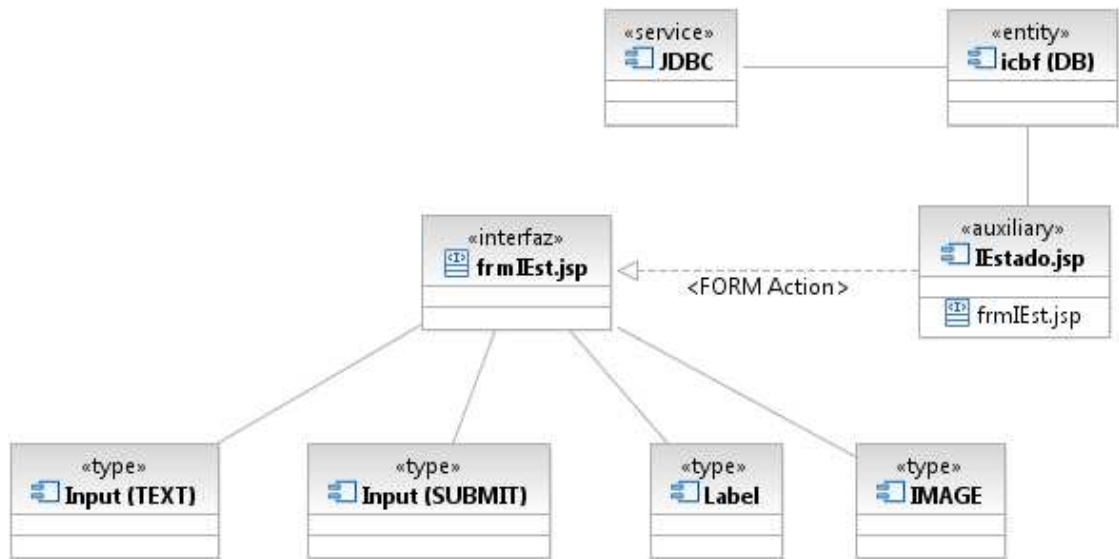 «service»
JDBC
«entity»
icbf (DB)
«interfaz»
frmIEst.jsp
<FORM Action>
«auxiliary»
IEstado.jsp
frmIEst.jsp
«type»
Input (TEXT)
«type»
Input (SUBMIT)
«type»
Label
«type»
IMAGE